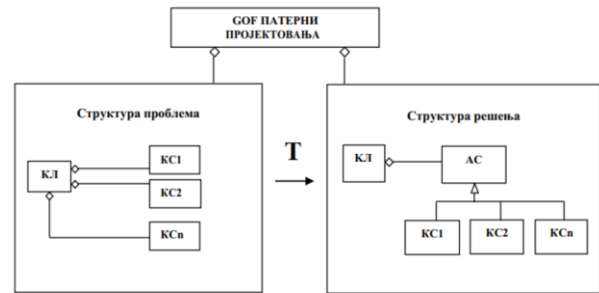 GOF ПАТЕРНИ
ПРОЈЕКТОВАЊА
Структура проблема
КЛ
КС1
КС2
КСn
Т
Структура решења
КЛ
АС
КС1
КС2
КСn